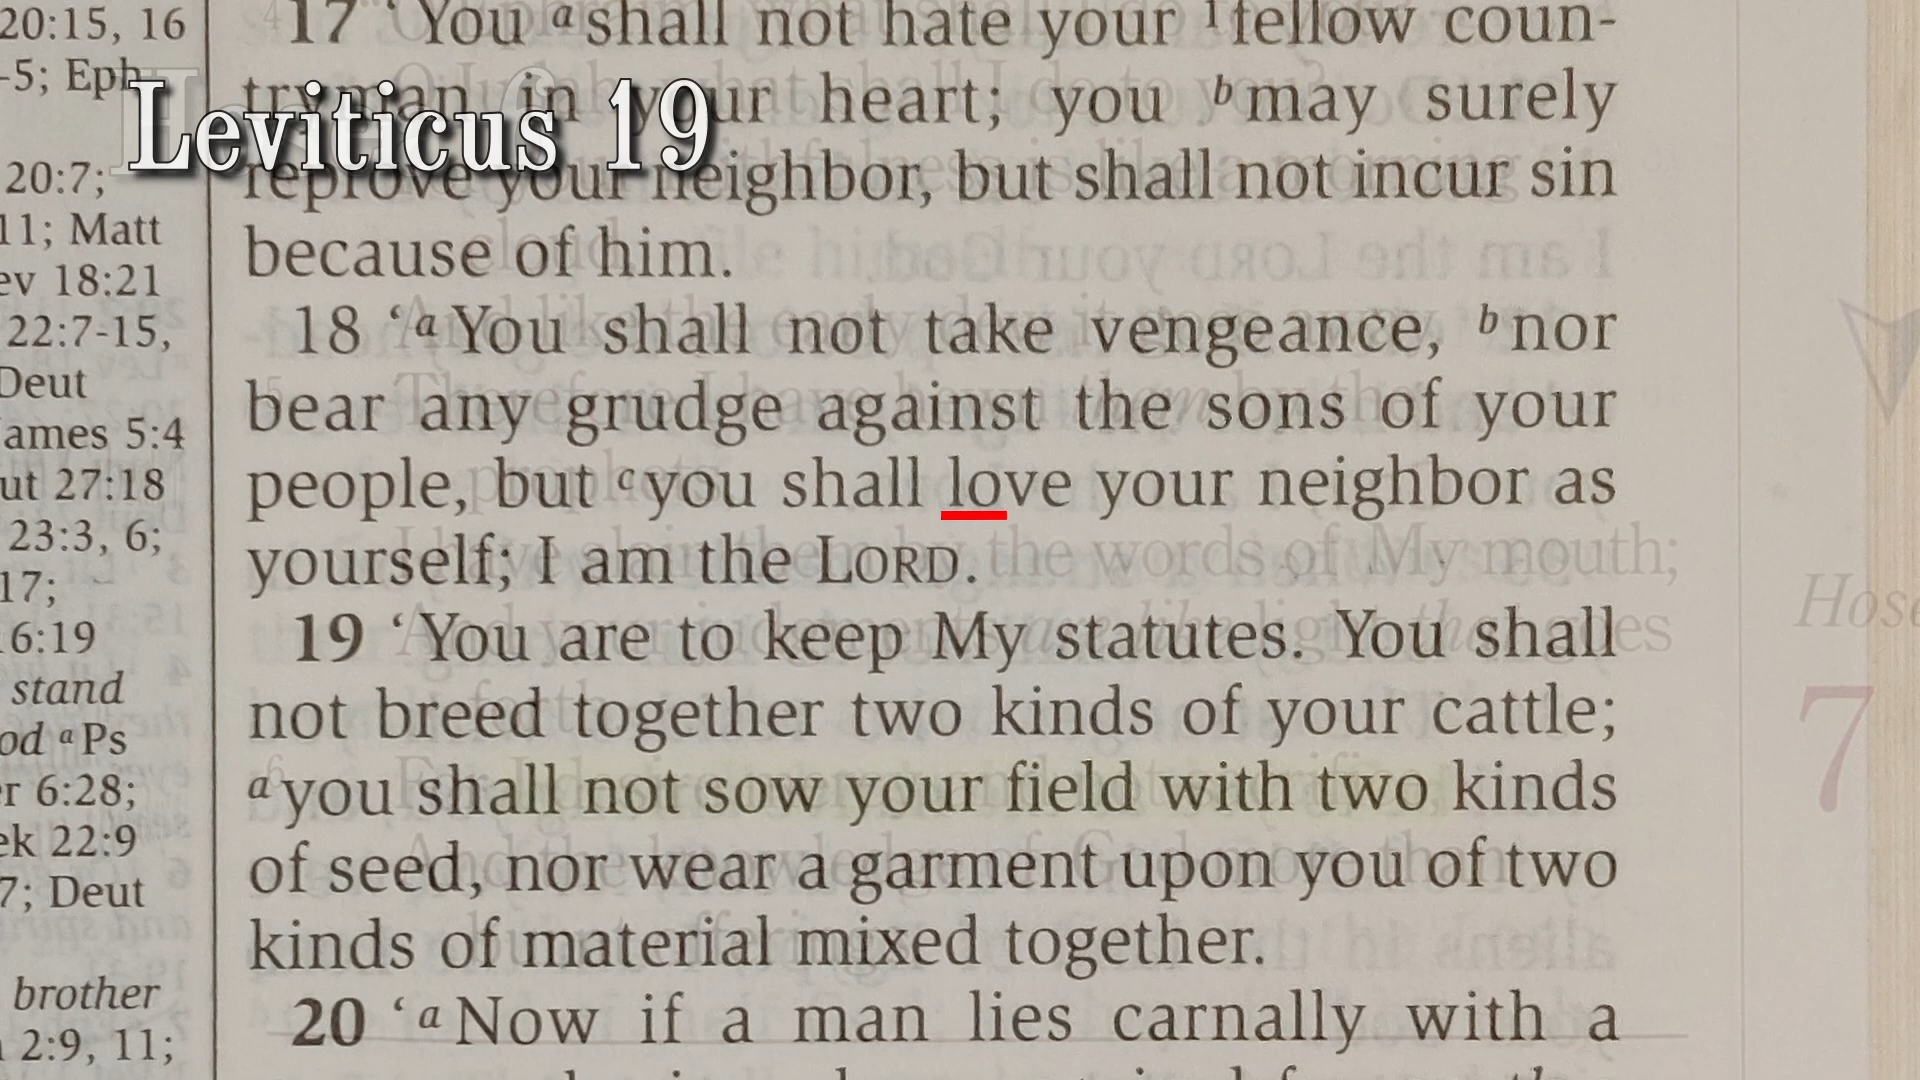 Leviticus 19
20:15, 16
-5; Eph
20:7;
11; Matt
ev 18:21
22:7-15,
Deut
ames 5:4
ut 27:18
23:3, 6;
17;
6:19
stand
od ᵃPs
r 6:28;
ek 22:9
7; Deut
brother
2:9, 11;
17 ‘You ᵃshall not hate your ¹fellow coun-
tryman in your heart; you ᵇmay surely
reprove your neighbor, but shall not incur sin
because of him.
18 ‘ᵃYou shall not take vengeance, ᵇnor
bear any grudge against the sons of your
people, but ᶜyou shall love your neighbor as
yourself; I am the LORD.
19 ‘You are to keep My statutes. You shall
not breed together two kinds of your cattle;
ᵃyou shall not sow your field with two kinds
of seed, nor wear a garment upon you of two
kinds of material mixed together.
20 ‘ᵃNow if a man lies carnally with a
the words of My mouth;
Hose
7